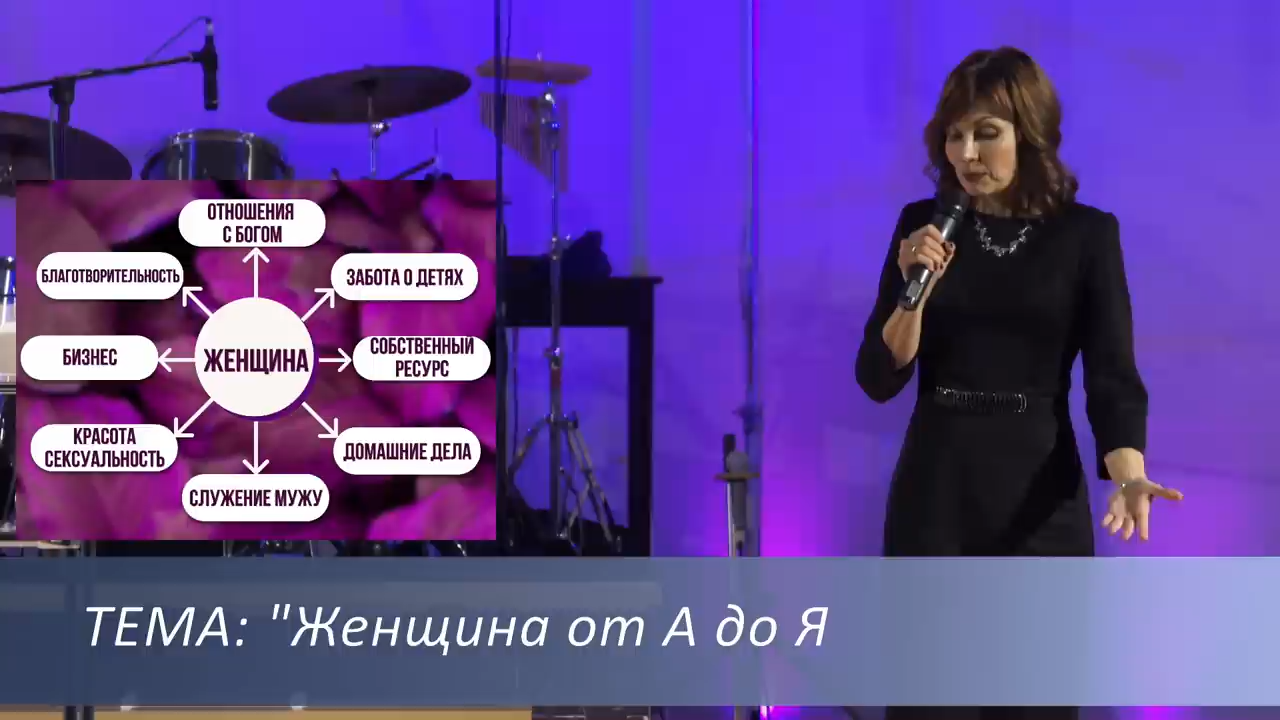 ОТНОШЕНИЯ
С БОГОМ
БЛАГОТВОРИТЕЛЬНОСТЬ
ЗАБОТА О ДЕТЯХ
БИЗНЕС
ЖЕНЩИНА
СОБСТВЕННЫЙ
РЕСУРС
КРАСОТА
СЕКСУАЛЬНОСТЬ
ДОМАШНИЕ ДЕЛА
СЛУЖЕНИЕ МУЖУ
ТЕМА: "Женщина от А до Я